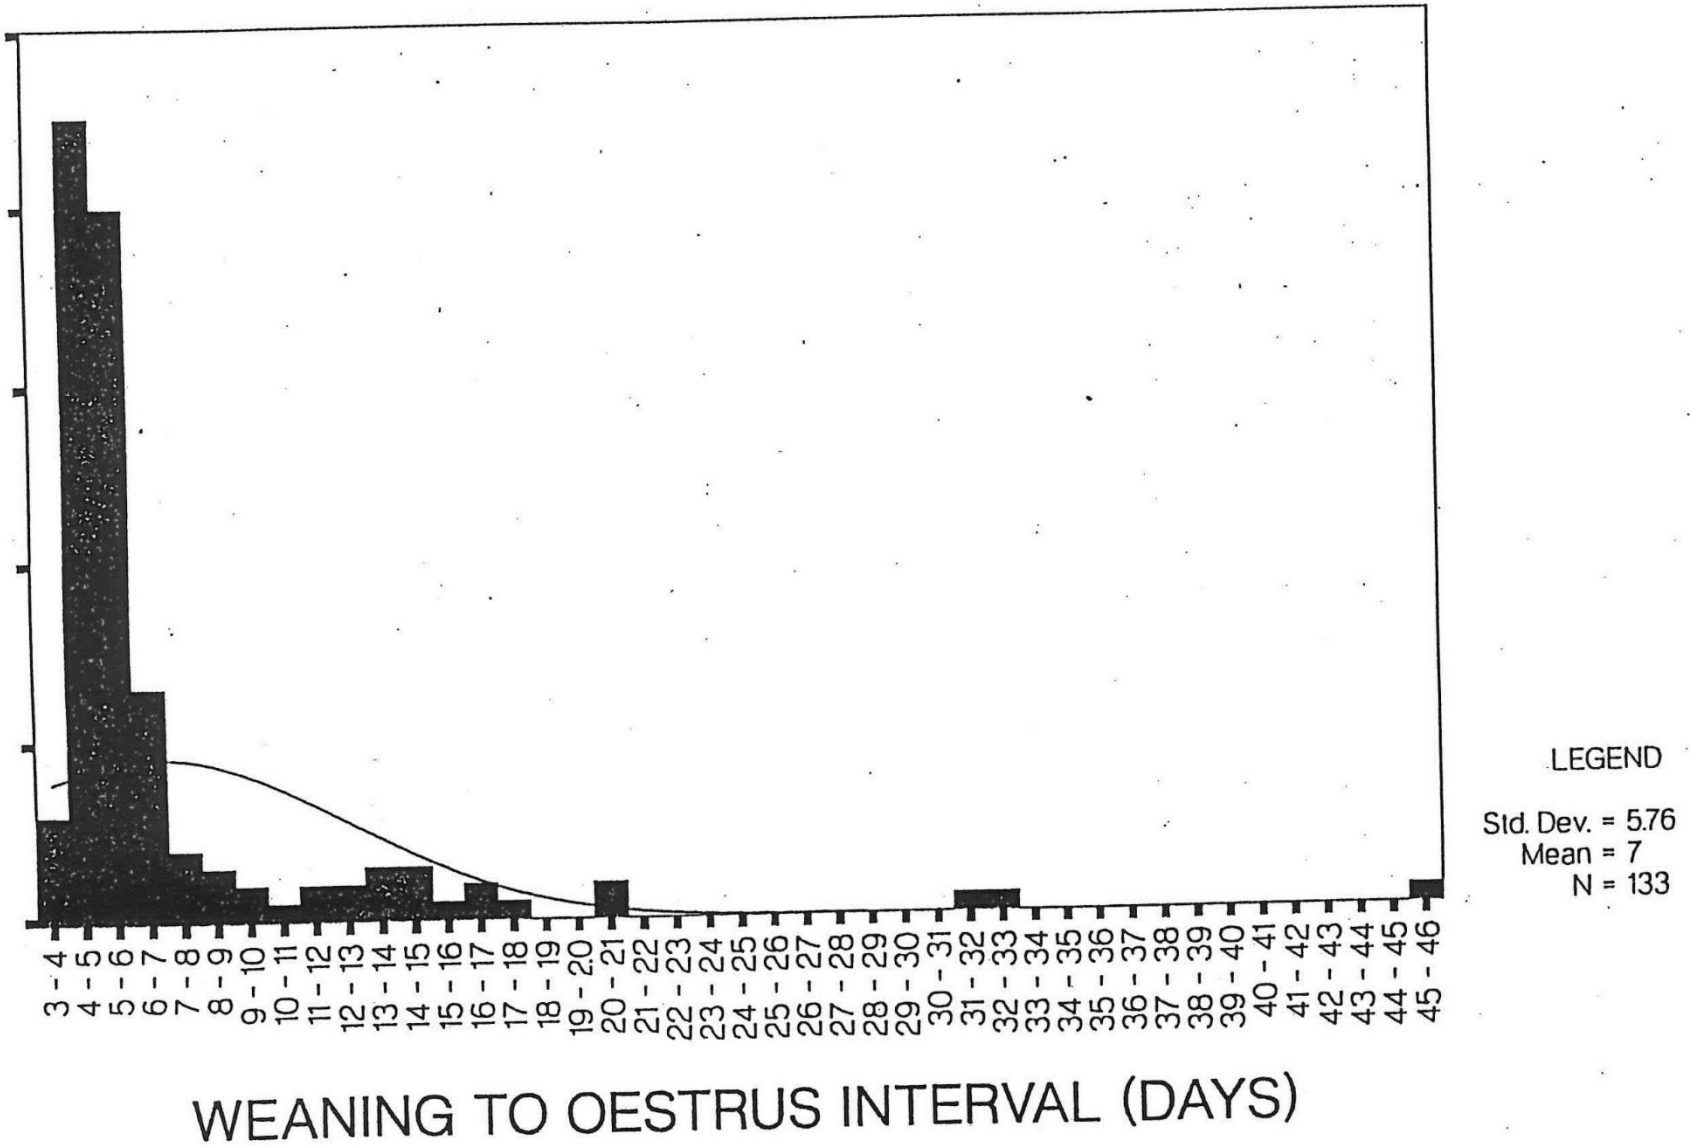 LEGEND
Std. Dev. = 5.76
Mean = 7
N = 133
3 - 4
4 - 5
5 - 6
6 - 7
7 - 8
8 - 9
9 - 10
10 - 11
11 - 12
12 - 13
13 - 14
14 - 15
15 - 16
16 - 17
17 - 18
18 - 19
19 - 20
20 - 21
21 - 22
22 - 23
23 - 24
24 - 25
25 - 26
26 - 27
27 - 28
28 - 29
29 - 30
30 - 31
31 - 32
32 - 33
33 - 34
34 - 35
35 - 36
36 - 37
37 - 38
38 - 39
39 - 40
40 - 41
41 - 42
42 - 43
43 - 44
44 - 45
45 - 46
WEANING TO OESTRUS INTERVAL (DAYS)